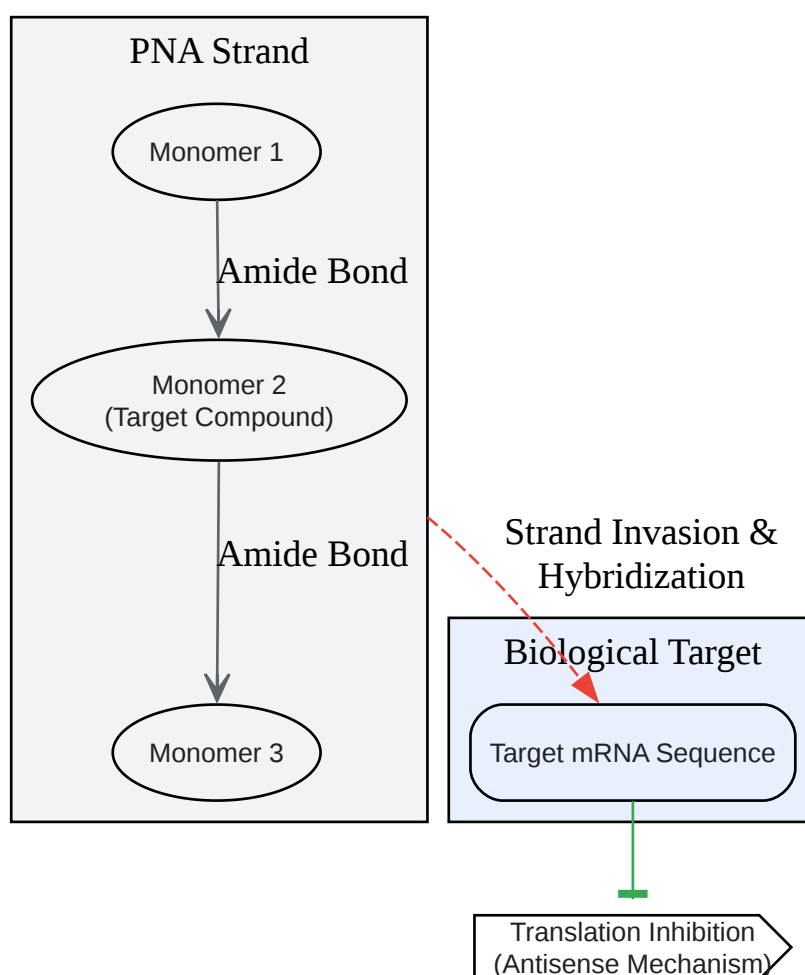 PNA Strand
Monomer 1
Amide Bond
Monomer 2
(Target Compound)
Amide Bond
Monomer 3
Strand Invasion &
Hybridization
Biological Target
Target mRNA Sequence
Translation Inhibition
(Antisense Mechanism)